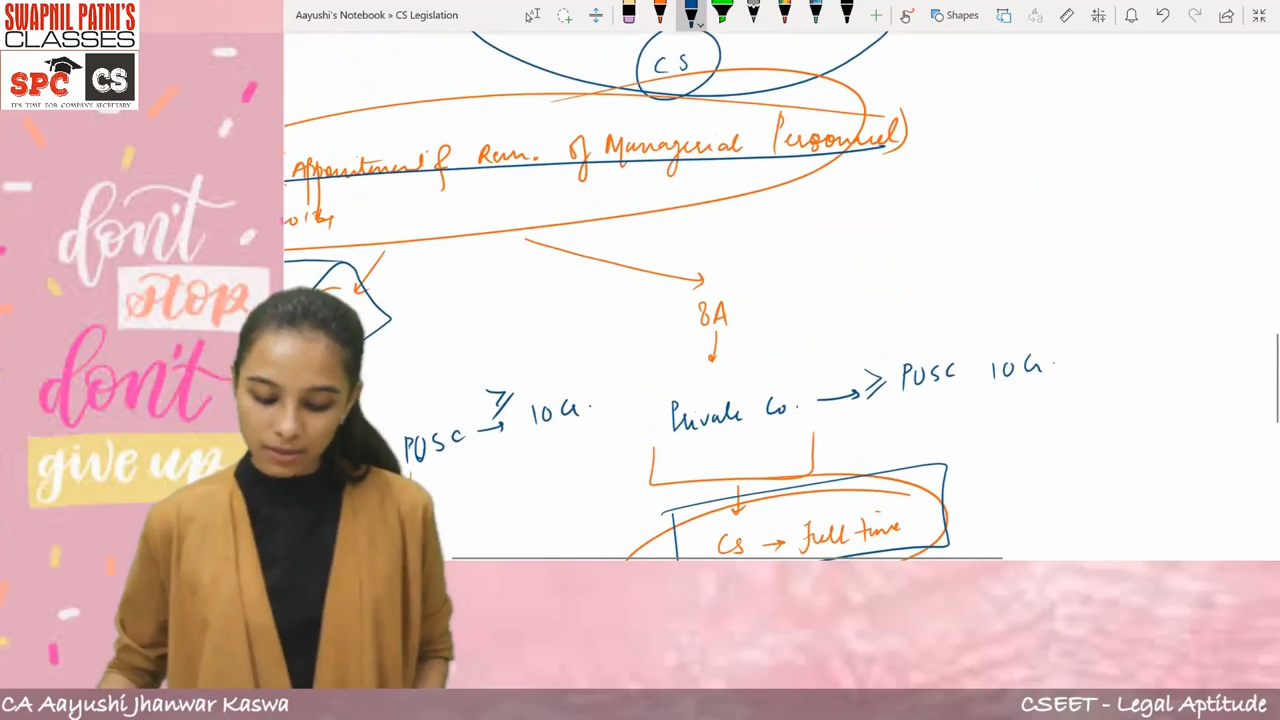 SWAPNIL PATNI'S
CLASSES
SPC
CS
IT'S TIME FOR COMPANY SECRETARY
Aayushi's Notebook » CS Legislation
Shapes
don't
stop
don't
give up
CS
Appointment & Rem. of Managerial Personnel)
8A
PUSC → ≥ 10 Cr.
Private Co. → ≥ PUSC 10 Cr.
CS → Full time
CA Aayushi Jhanwar Kaswa
CSEET - Legal Aptitude